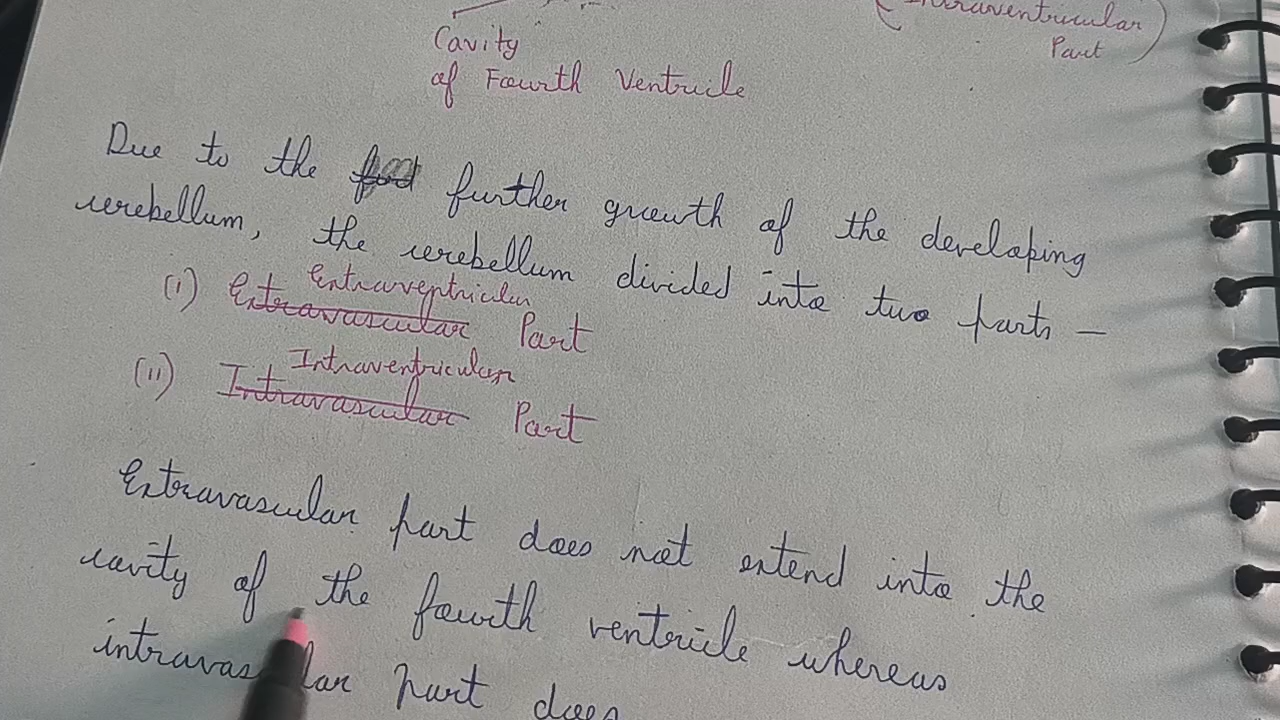 Intraventricular
Part
Cavity
of Fourth Ventricle
Due to the further growth of the developing
cerebellum, the cerebellum divided into two parts –
Extraventricular
(i) Extravascular Part
Intraventricular
(ii) Intravascular Part
Extravascular part does not extend into the
cavity of the fourth ventricle whereas
intravascular part does